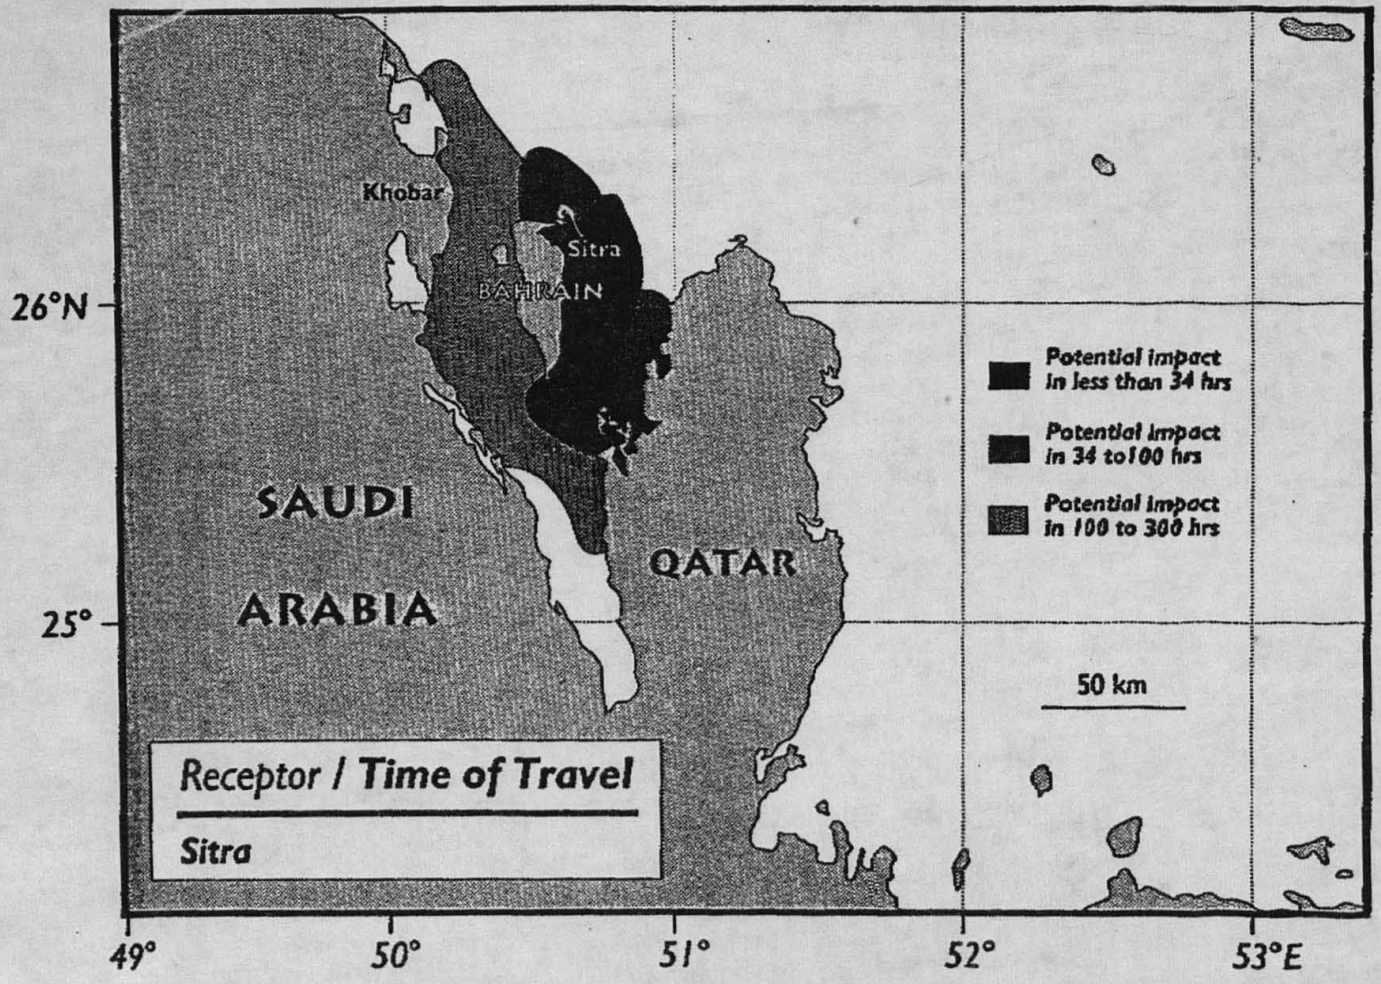 Khobar
Sitra
BAHRAIN
26°N
Potential impact
in less than 34 hrs
Potential Impact
in 34 to 100 hrs
Potential Impact
in 100 to 300 hrs
SAUDI
ARABIA
QATAR
25°
50 km
Receptor / Time of Travel
Sitra
49°
50°
51°
52°
53°E